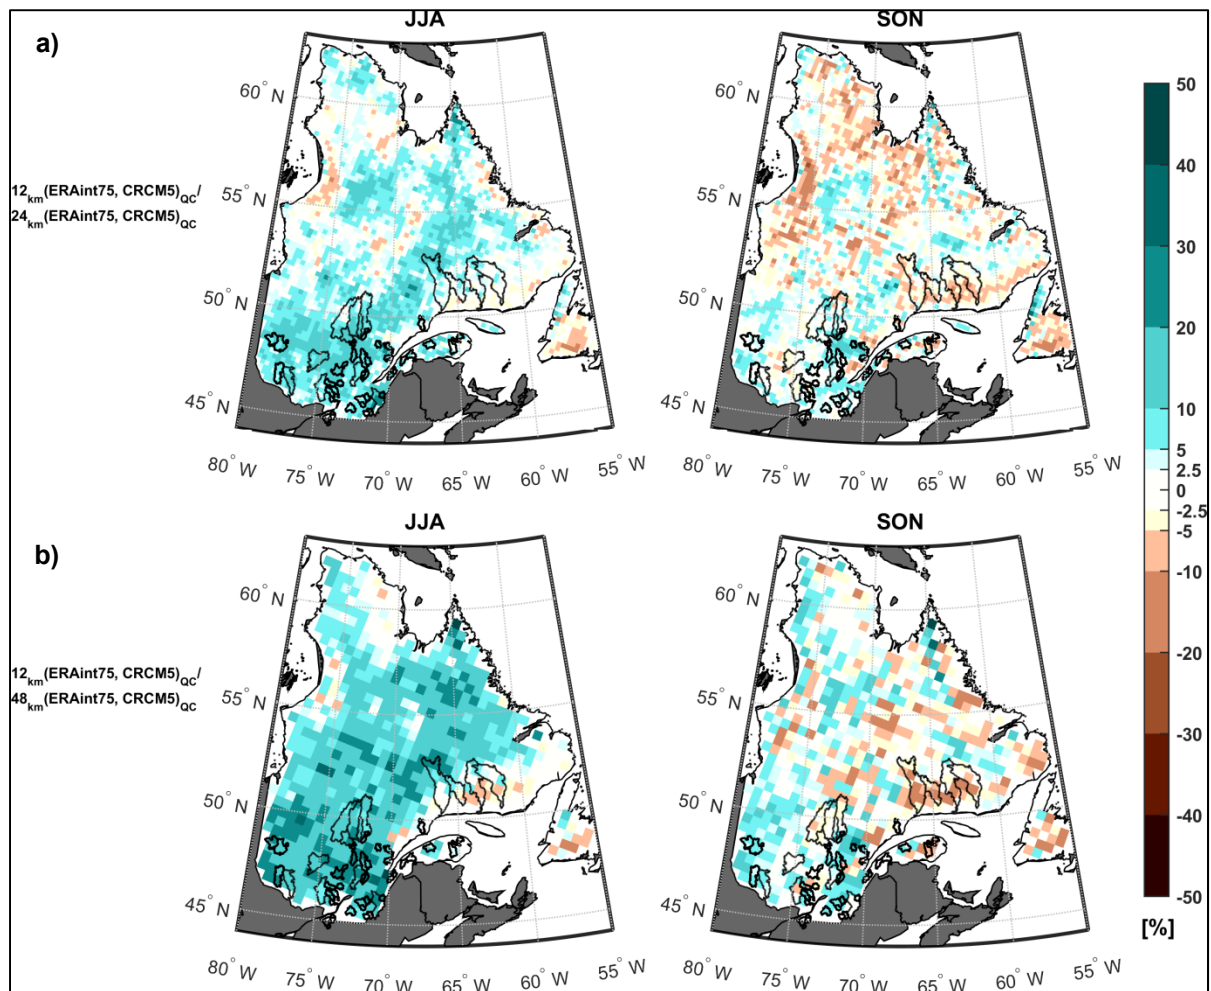 JJA SON
a)
60° N
55° N
50° N
45° N
80° W 75° W 70° W 65° W 60° W 55° W
60° N
55° N
50° N
45° N
80° W 75° W 70° W 65° W 60° W 55° W
12km(ERAint75, CRCM5)QC/
24km(ERAint75, CRCM5)QC
JJA SON
b)
60° N
55° N
50° N
45° N
80° W 75° W 70° W 65° W 60° W 55° W
60° N
55° N
50° N
45° N
80° W 75° W 70° W 65° W 60° W 55° W
12km(ERAint75, CRCM5)QC/
48km(ERAint75, CRCM5)QC
50
40
30
20
10
5
2.5
0
-2.5
-5
-10
-20
-30
-40
-50
[%]